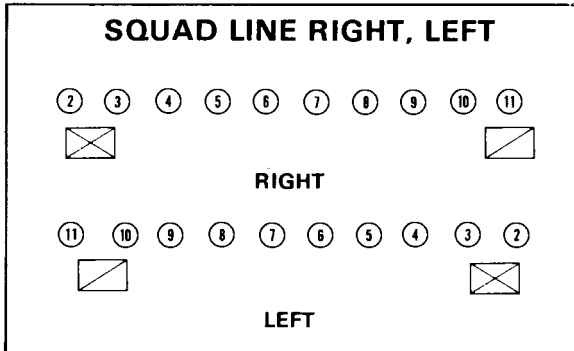 SQUAD LINE RIGHT, LEFT
2 3 4 5 6 7 8 9 10 11
RIGHT
11 10 9 8 7 6 5 4 3 2
LEFT